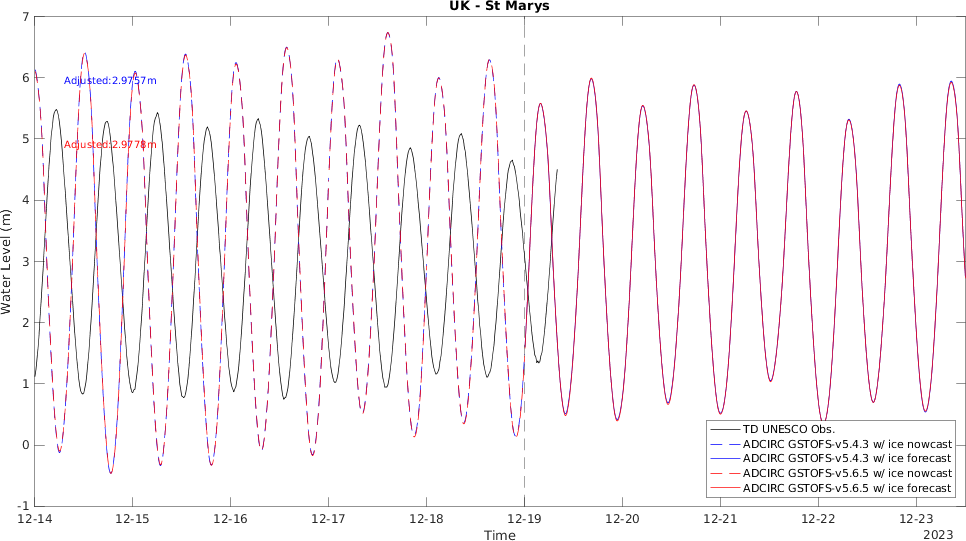 UK - St Marys
7
6
5
4
3
2
1
0
-1
Water Level (m)
Adjusted:2.9757m
Adjusted:2.9778m
TD UNESCO Obs.
ADCIRC GSTOFS-v5.4.3 w/ ice nowcast
ADCIRC GSTOFS-v5.4.3 w/ ice forecast
ADCIRC GSTOFS-v5.6.5 w/ ice nowcast
ADCIRC GSTOFS-v5.6.5 w/ ice forecast
12-14 12-15 12-16 12-17 12-18 12-19 12-20 12-21 12-22 12-23
Time
2023